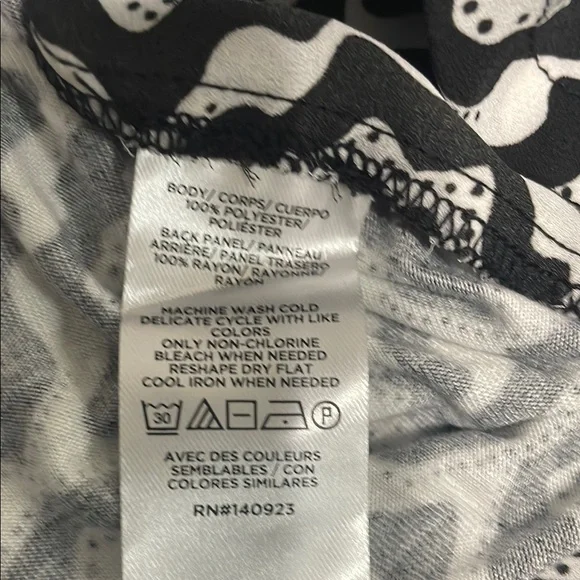 BODY/ CORPS/ CUERPO
100% POLYESTER/
POLIÉSTER
BACK PANEL/ PANNEAU
ARRIÈRE/ PANEL TRASERO
100% RAYON/ RAYONNE
RAYON
MACHINE WASH COLD
DELICATE CYCLE WITH LIKE
COLORS
ONLY NON-CHLORINE
BLEACH WHEN NEEDED
RESHAPE DRY FLAT
COOL IRON WHEN NEEDED
30 P
AVEC DES COULEURS
SEMBLABLES / CON
COLORES SIMILARES
RN#140923